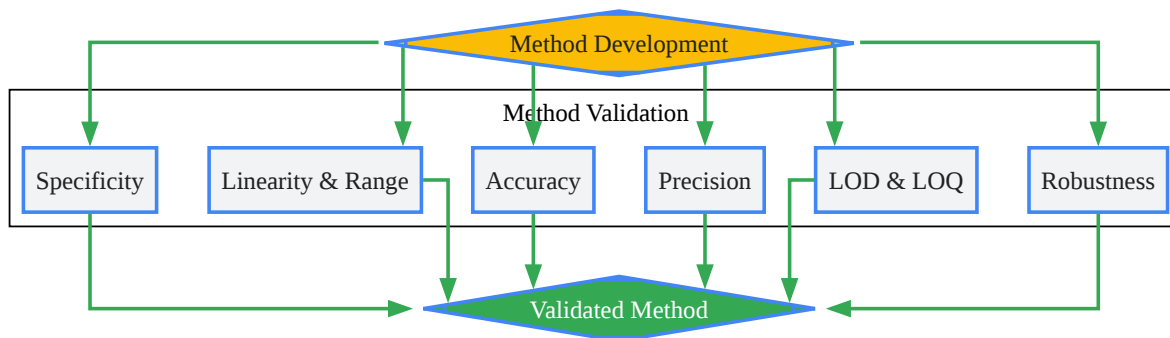 Method Development
Method Validation
Specificity
Linearity & Range
Accuracy
Precision
LOD & LOQ
Robustness
Validated Method